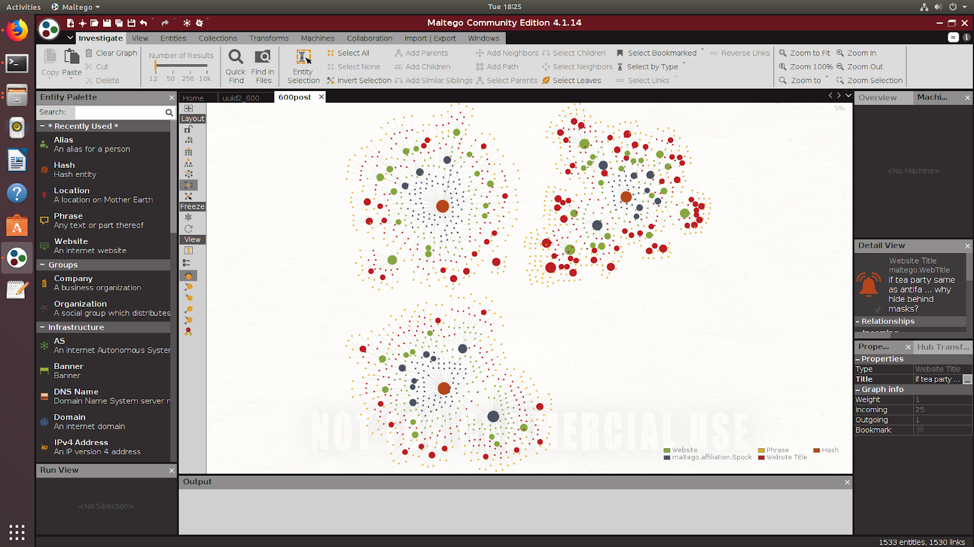 Activities
Maltego
Tue 18:25
Maltego Community Edition 4.1.14
Investigate View Entities Collections Transforms Machines Collaboration Import | Export Windows
Copy
Paste
Clear Graph
Cut
Delete
Number of Results
12 50 256 10k
Quick Find
Find in Files
Entity Selection
Select All
Select None
Invert Selection
Add Parents
Add Children
Add Similar Siblings
Add Neighbors
Add Path
Select Parents
Select Children
Select Neighbors
Select Leaves
Select Bookmarked
Select by Type
Select Links
Reverse Links
Zoom to Fit
Zoom 100%
Zoom to
Zoom In
Zoom Out
Zoom Selection
Entity Palette
Search:
* Recently Used *
Alias
An alias for a person
Hash
Hash entity
Location
A location on Mother Earth
Phrase
Any text or part thereof
Website
An internet website
Groups
Company
A business organization
Organization
A social group which distributes
Infrastructure
AS
An internet Autonomous System
Banner
Banner
DNS Name
Domain Name System server n
Domain
An internet domain
IPv4 Address
An IP version 4 address
Run View
<No Selection>
Home
uuid2_600
600post
Layout
Freeze
View
5%
NOT
ERCIAL USE
Website
Phrase
Hash
maltego.affiliation.Spock
Website Title
Output
Overview
Machi...
<No Machine>
Detail View
Website Title
maltego.WebTitle
if tea party same as antifa ... why hide behind masks?
Relationships
Prope...
Hub Transf...
Properties
Type Website Title
Title if tea party ...
Graph info
Weight 1
Incoming 25
Outgoing 1
Bookmark
1533 entities, 1530 links